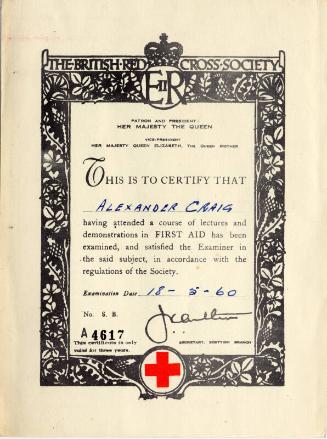 THE BRITISH RED CROSS SOCIETY
E II R
PATRON AND PRESIDENT:
HER MAJESTY THE QUEEN
VICE-PRESIDENT
HER MAJESTY QUEEN ELIZABETH, THE QUEEN MOTHER
THIS IS TO CERTIFY THAT
ALEXANDER CRAIG
having attended a course of lectures and
demonstrations in FIRST AID has been
examined, and satisfied the Examiner in
the said subject, in accordance with the
regulations of the Society.
Examination Date 18-5-60
No. S. B.
A 4617
This certificate is only
valid for three years.
SECRETARY, SCOTTISH BRANCH